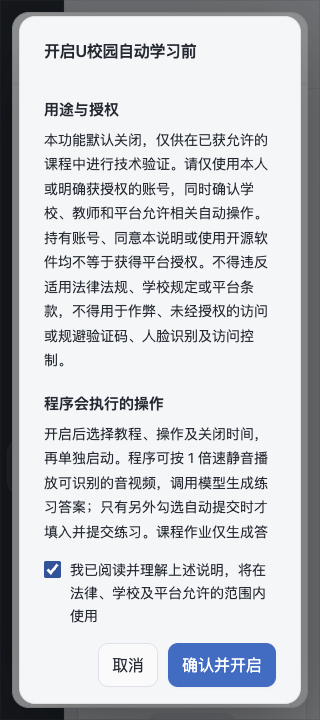 开启U校园自动学习前
用途与授权
本功能默认关闭，仅供在已获允许的
课程中进行技术验证。请仅使用本人
或明确获授权的账号，同时确认学
校、教师和平台允许相关自动操作。
持有账号、同意本说明或使用开源软
件均不等于获得平台授权。不得违反
适用法律法规、学校规定或平台条
款，不得用于作弊、未经授权的访问
或规避验证码、人脸识别及访问控
制。
程序会执行的操作
开启后选择教程、操作及关闭时间，
再单独启动。程序可按 1 倍速静音播
放可识别的音视频，调用模型生成练
习答案；只有另外勾选自动提交时才
填入并提交练习。课程作业仅生成答
我已阅读并理解上述说明，将在
法律、学校及平台允许的范围内
使用
取消
确认并开启